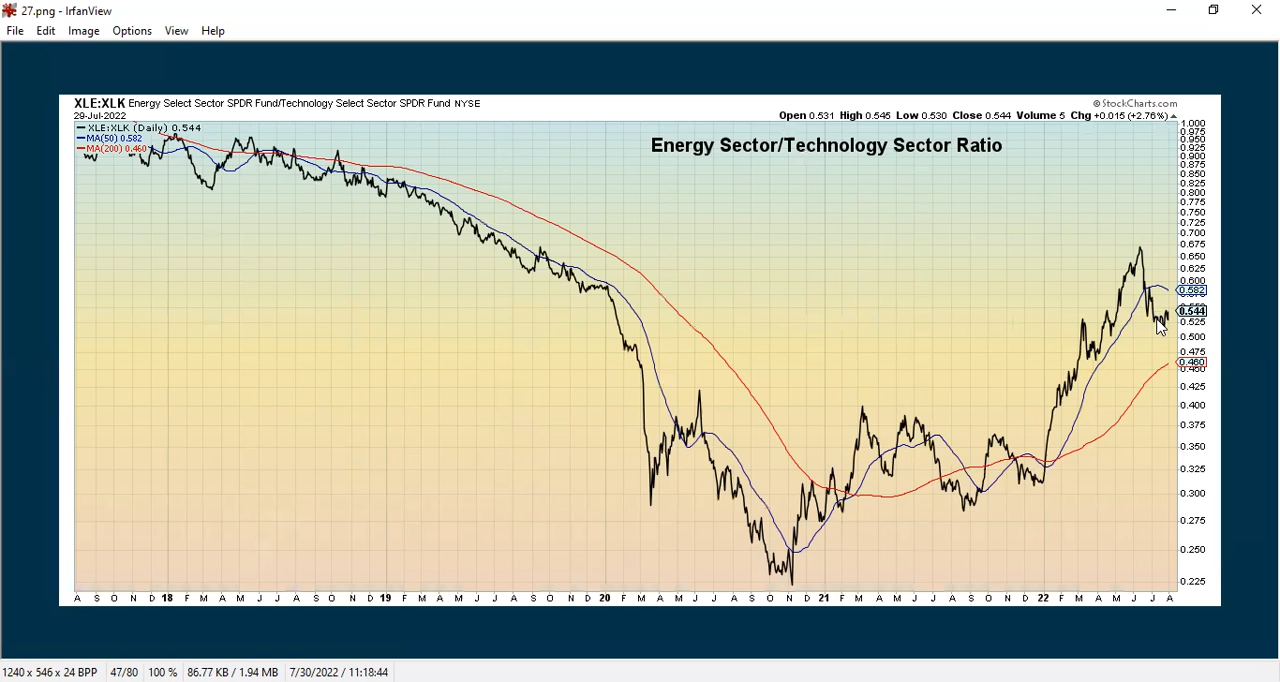 27.png - IrfanView
File Edit Image Options View Help
XLE:XLK Energy Select Sector SPDR Fund/Technology Select Sector SPDR Fund NYSE
© StockCharts.com
29-Jul-2022
Open 0.531 High 0.545 Low 0.530 Close 0.544 Volume 5 Chg +0.015 (+2.76%)
XLE:XLK (Daily) 0.544
MA(50) 0.582
MA(200) 0.460
Energy Sector/Technology Sector Ratio
1.000
0.975
0.950
0.925
0.900
0.875
0.850
0.825
0.800
0.775
0.750
0.725
0.700
0.675
0.650
0.625
0.600
0.582
0.544
0.525
0.500
0.475
0.460
0.450
0.425
0.400
0.375
0.350
0.325
0.300
0.275
0.250
0.225
A S O N D 18 F M A M J J A S O N D 19 F M A M J J A S O N D 20 F M A M J J A S O N D 21 F M A M J J A S O N D 22 F M A M J J A
1240 x 546 x 24 BPP 47/80 100 % 86.77 KB / 1.94 MB 7/30/2022 / 11:18:44